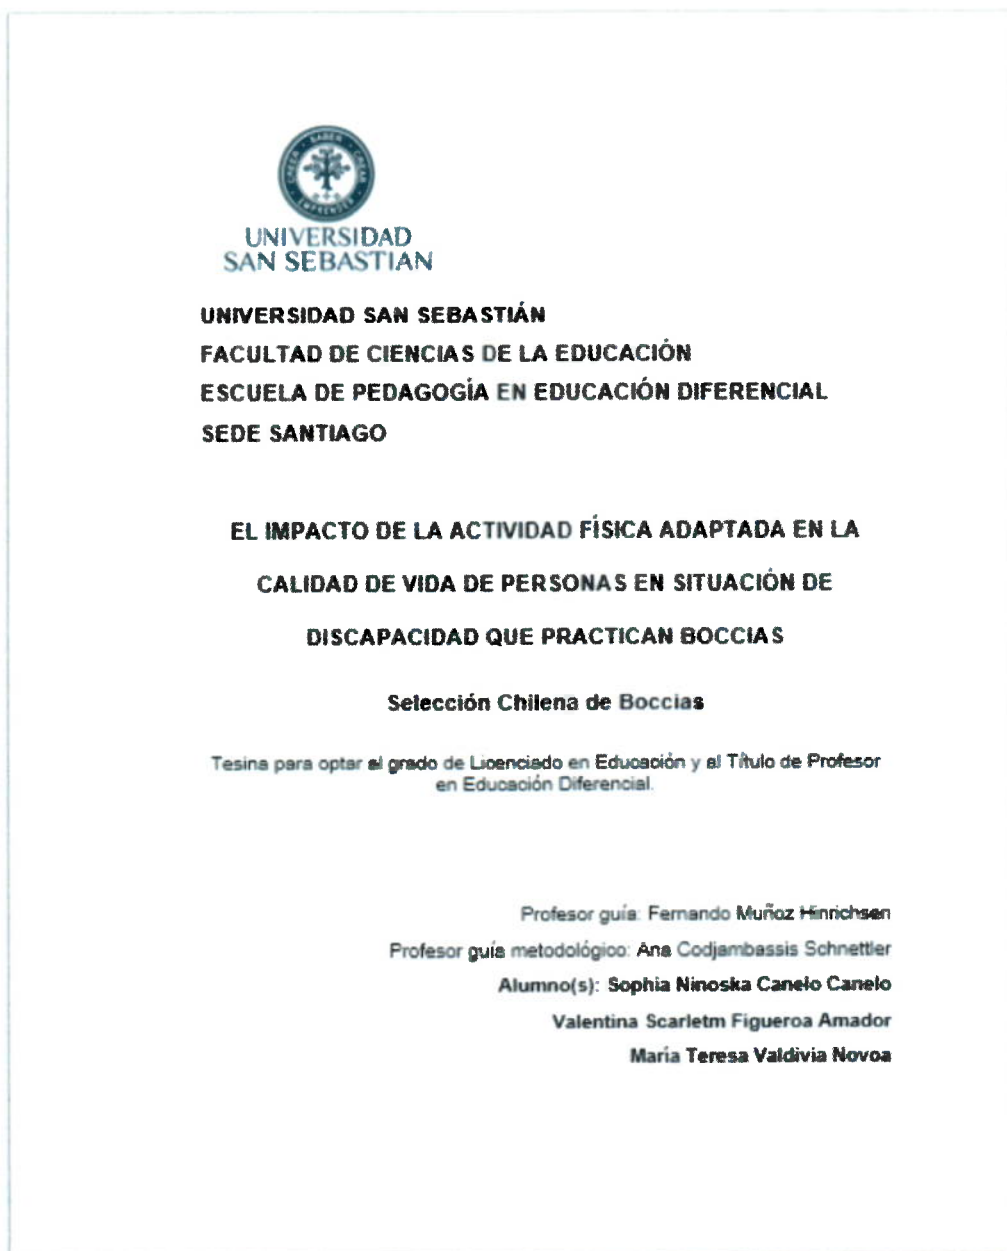 CREER · SABER · CREAR · EMPRENDER
UNIVERSIDAD
SAN SEBASTIAN
UNIVERSIDAD SAN SEBASTIÁN
FACULTAD DE CIENCIAS DE LA EDUCACIÓN
ESCUELA DE PEDAGOGÍA EN EDUCACIÓN DIFERENCIAL
SEDE SANTIAGO
EL IMPACTO DE LA ACTIVIDAD FÍSICA ADAPTADA EN LA
CALIDAD DE VIDA DE PERSONAS EN SITUACIÓN DE
DISCAPACIDAD QUE PRACTICAN BOCCIAS
Selección Chilena de Boccias
Tesina para optar al grado de Licenciado en Educación y al Título de Profesor
en Educación Diferencial.
Profesor guía: Fernando Muñoz Hinrichsen
Profesor guía metodológico: Ana Codjambassis Schnettler
Alumno(s): Sophia Ninoska Canelo Canelo
Valentina Scarletm Figueroa Amador
María Teresa Valdivia Novoa